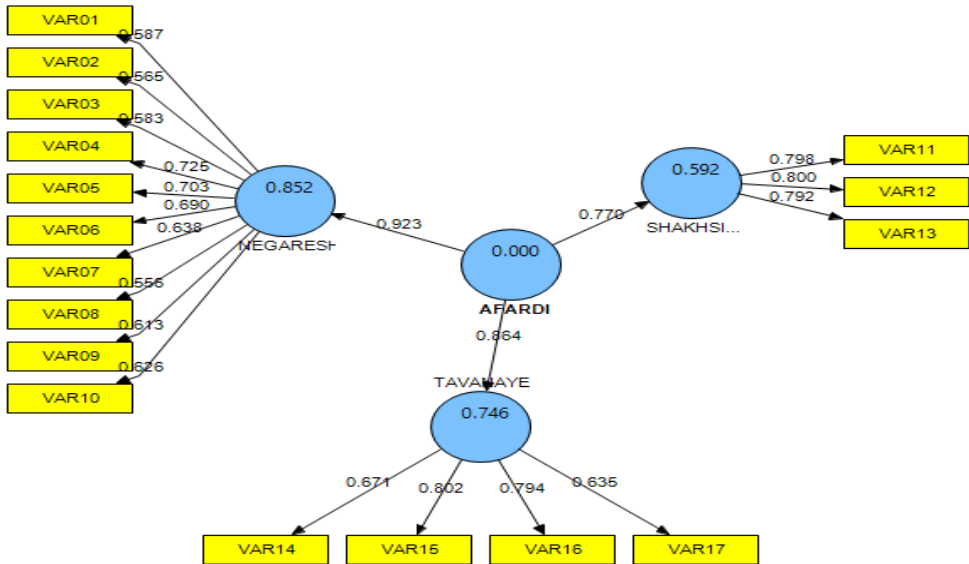 VAR01
VAR02
VAR03
VAR04
VAR05
VAR06
VAR07
VAR08
VAR09
VAR10
0.587
0.565
0.583
0.725
0.703
0.690
0.638
0.556
0.613
0.626
0.852
NEGARESH
0.923
0.000
AFARDI
0.770
0.592
SHAKHSI...
0.798
0.800
0.792
VAR11
VAR12
VAR13
0.864
TAVANAYE
0.746
0.671
0.802
0.794
0.635
VAR14
VAR15
VAR16
VAR17